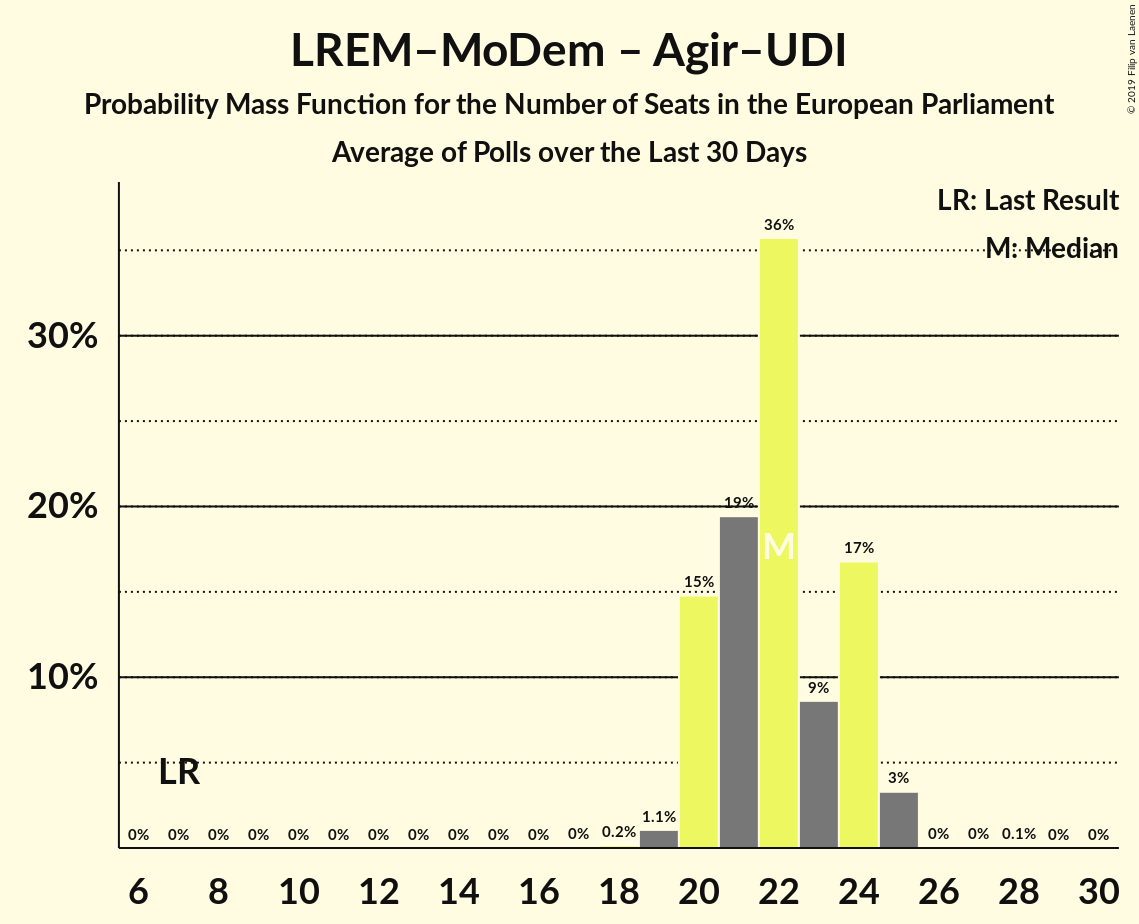 LREM–MoDem – Agir–UDI
Probability Mass Function for the Number of Seats in the European Parliament
Average of Polls over the Last 30 Days
© 2019 Filip van Laenen
LR: Last Result
M: Median
30%
20%
10%
LR
M
0% 0% 0% 0% 0% 0% 0% 0% 0% 0% 0% 0% 0.2% 1.1% 15% 19% 36% 9% 17% 3% 0% 0% 0.1% 0% 0%
6 8 10 12 14 16 18 20 22 24 26 28 30